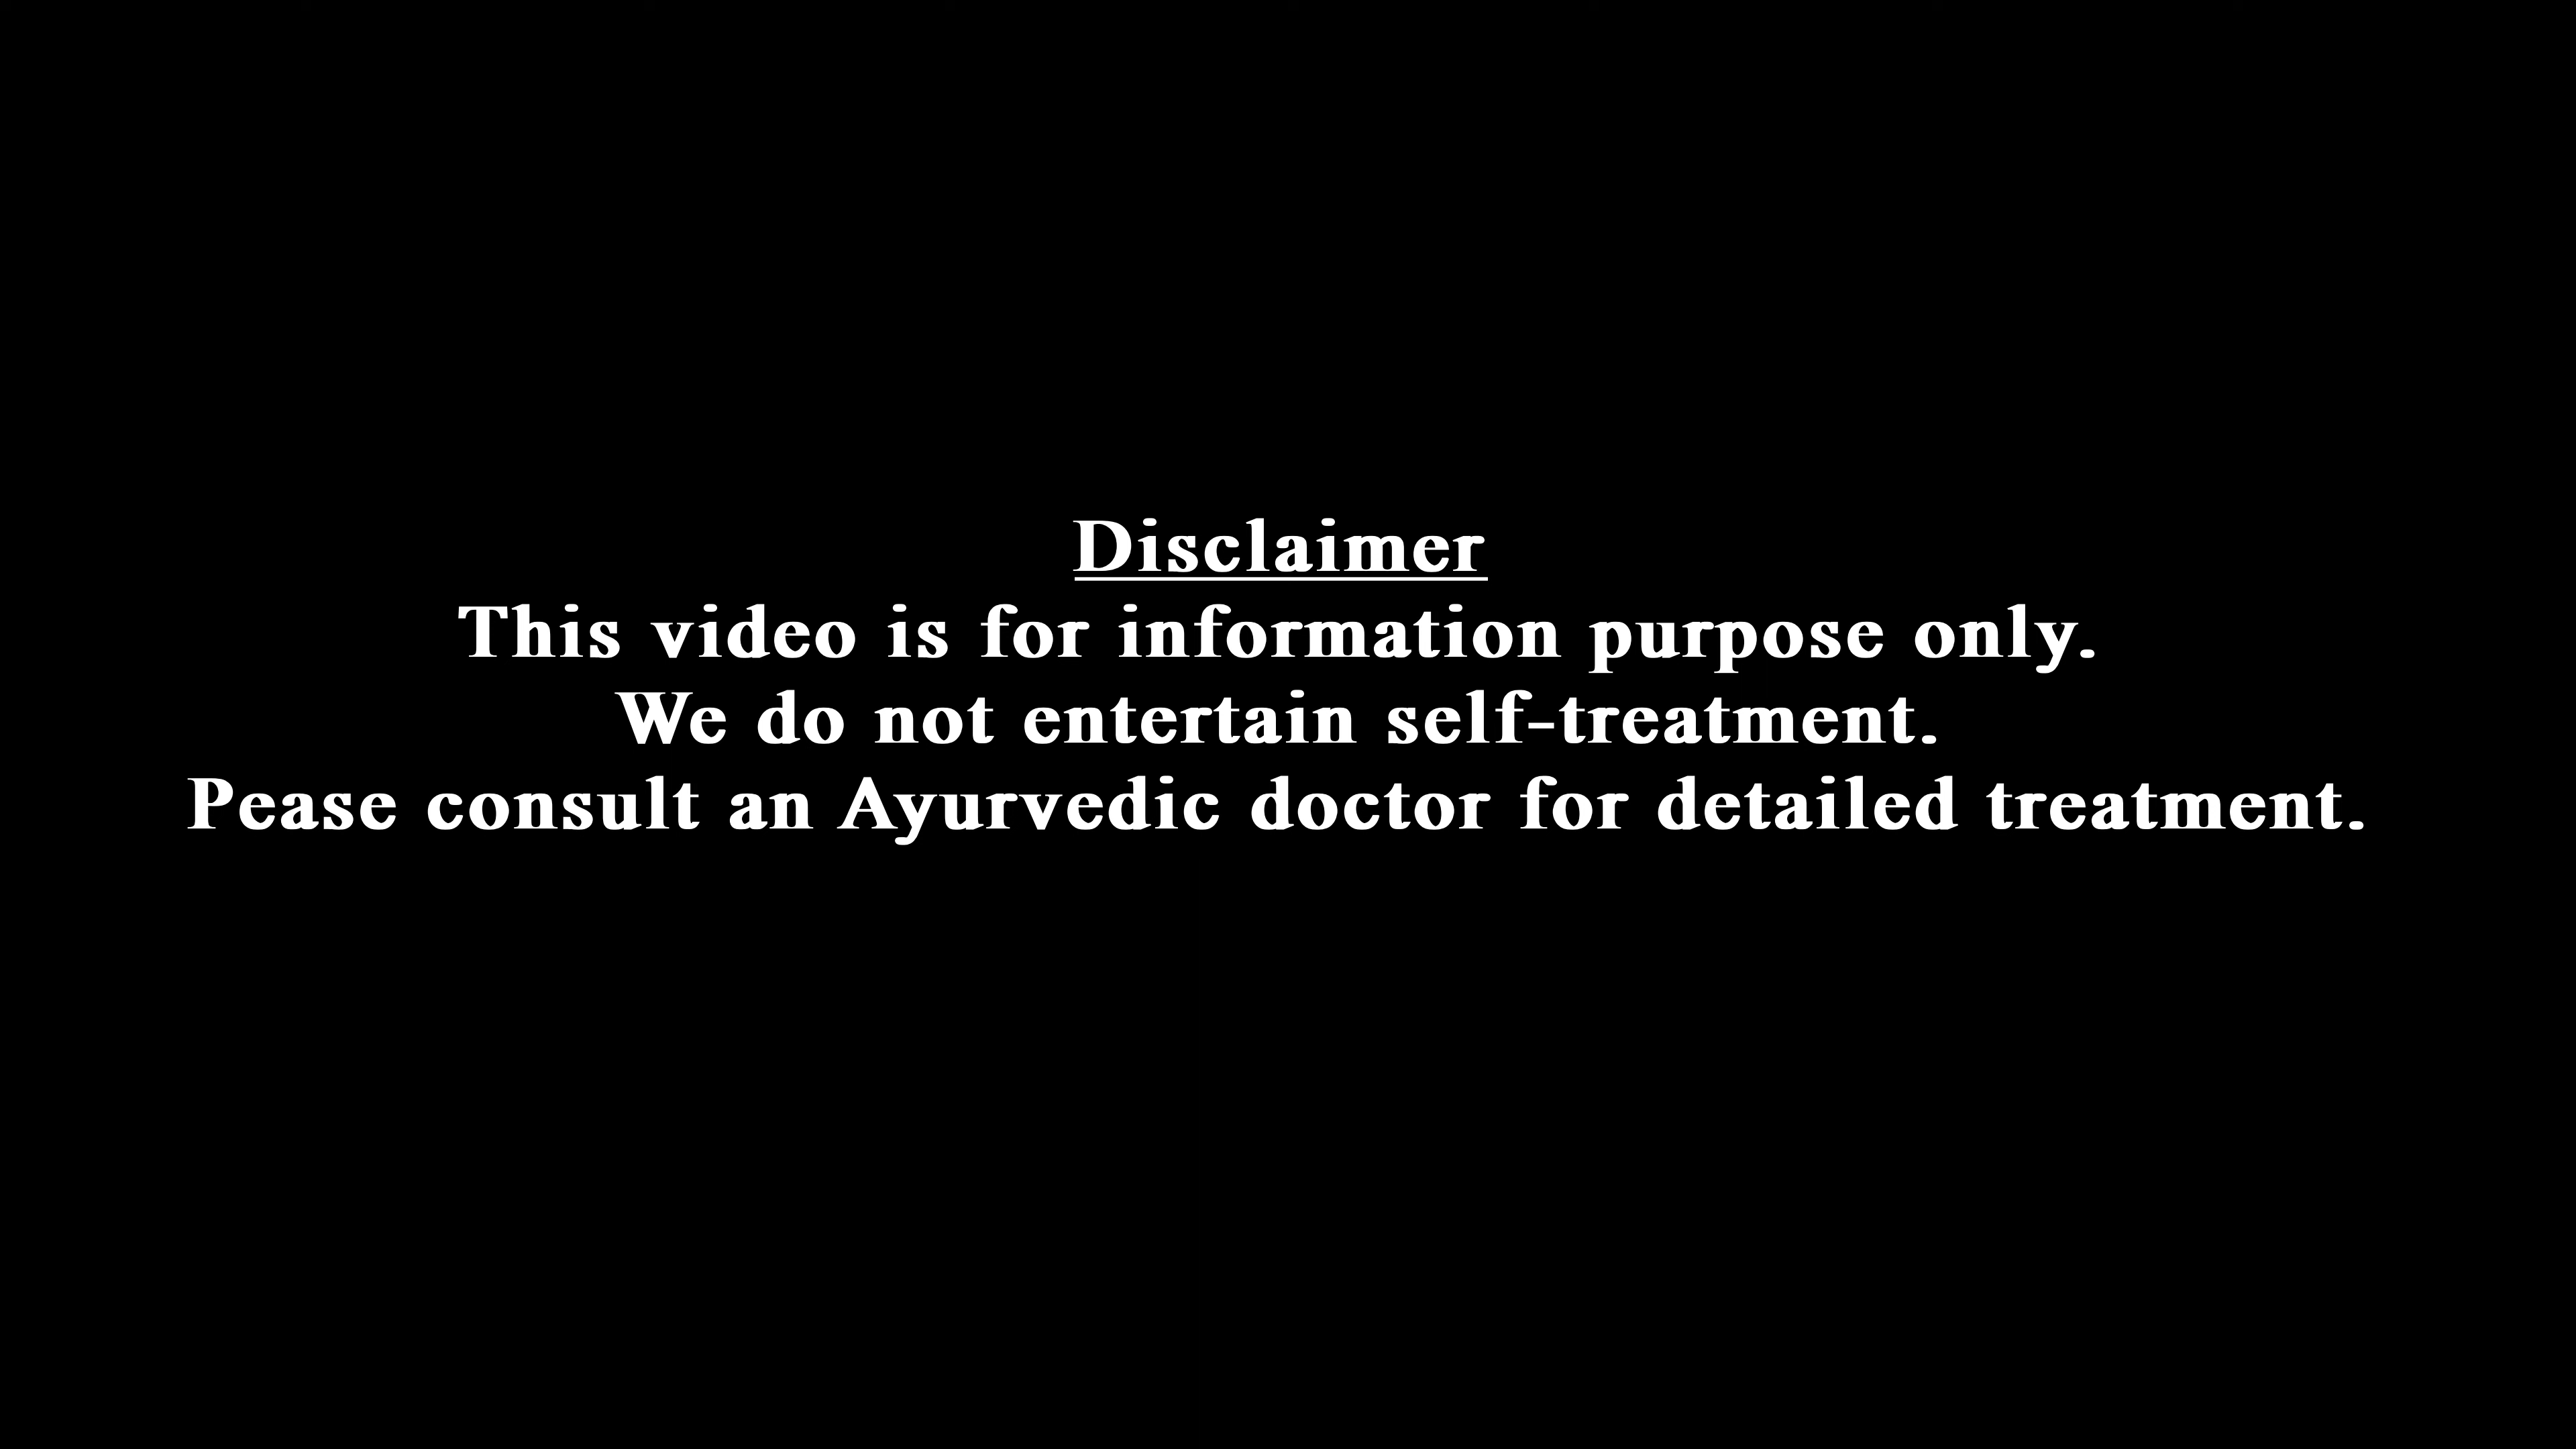 Disclaimer
This video is for information purpose only.
We do not entertain self-treatment.
Pease consult an Ayurvedic doctor for detailed treatment.